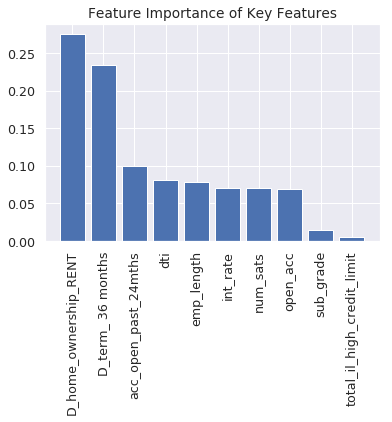 Feature Importance of Key Features
0.25
0.20
0.15
0.10
0.05
0.00
D_home_ownership_RENT
D_term_ 36 months
acc_open_past_24mths
dti
emp_length
int_rate
num_sats
open_acc
sub_grade
total_il_high_credit_limit